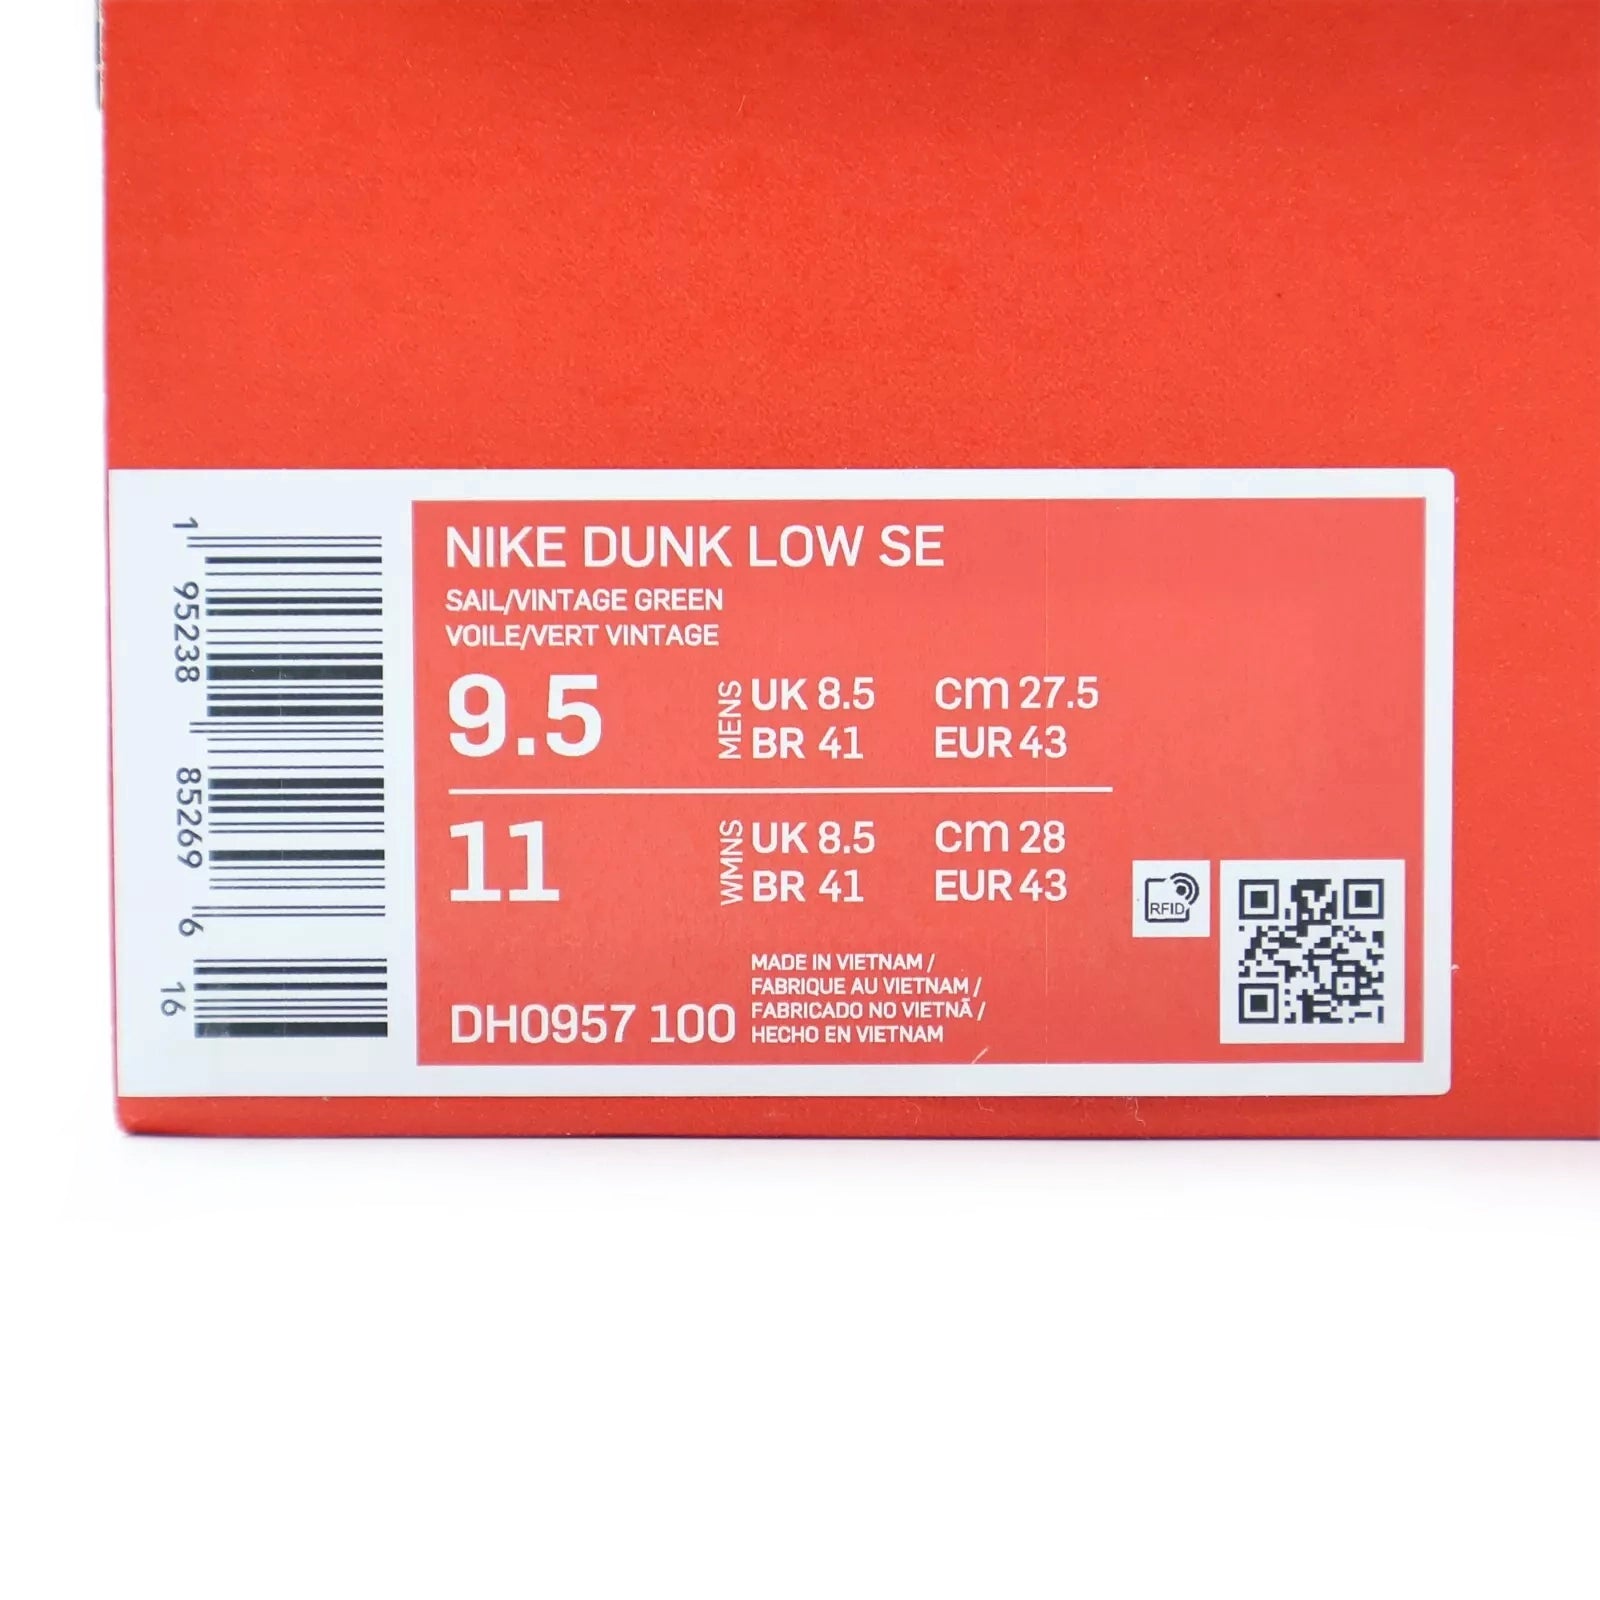 1 95238 85269 6 16
NIKE DUNK LOW SE
SAIL/VINTAGE GREEN
VOILE/VERT VINTAGE
9.5 MENS UK 8.5 CM 27.5
BR 41 EUR 43
11 WMNS UK 8.5 CM 28
BR 41 EUR 43
RFID
DH0957 100
MADE IN VIETNAM /
FABRIQUE AU VIETNAM /
FABRICADO NO VIETNÃ /
HECHO EN VIETNAM